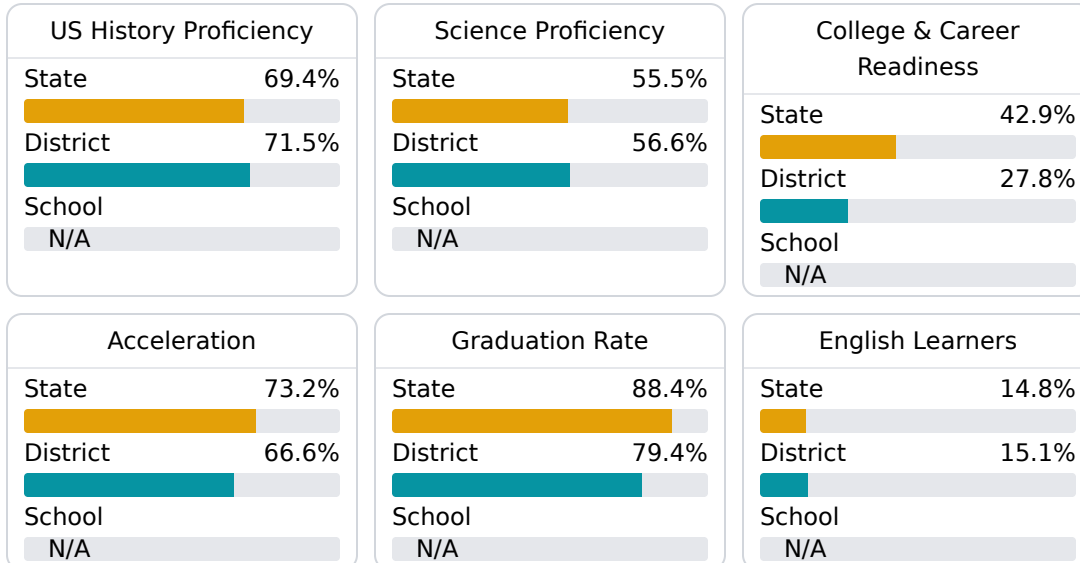 US History Proficiency
State 69.4%
District 71.5%
School
N/A
Science Proficiency
State 55.5%
District 56.6%
School
N/A
College & Career
Readiness
State 42.9%
District 27.8%
School
N/A
Acceleration
State 73.2%
District 66.6%
School
N/A
Graduation Rate
State 88.4%
District 79.4%
School
N/A
English Learners
State 14.8%
District 15.1%
School
N/A